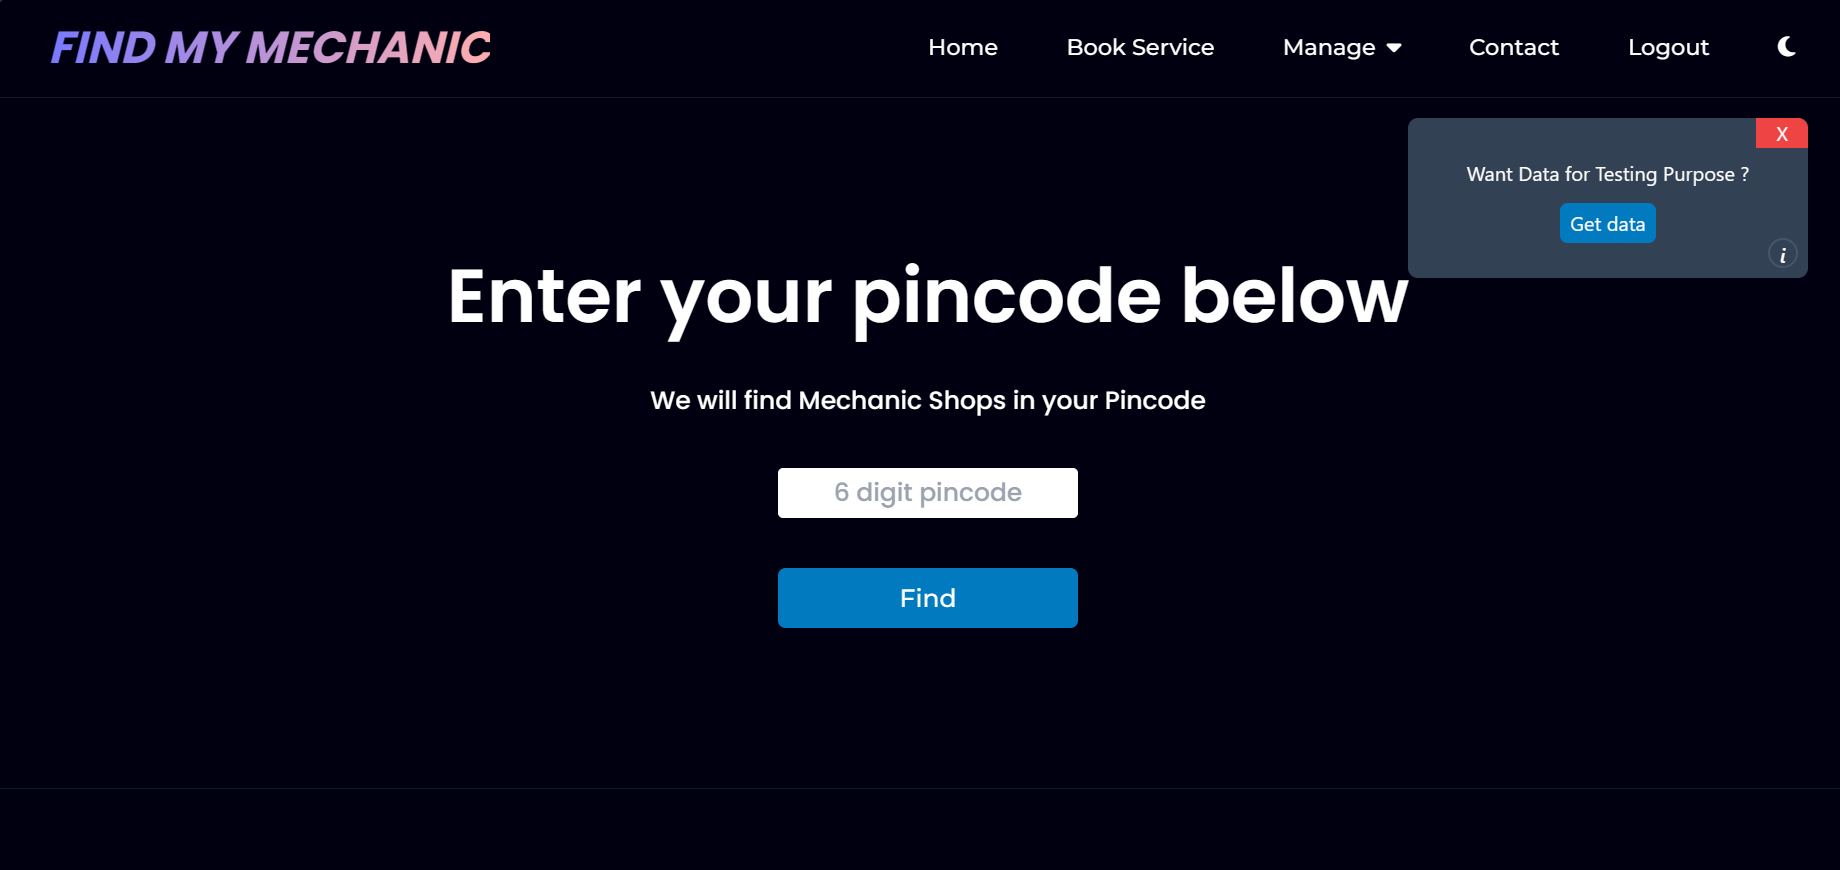 FIND MY MECHANIC
Home Book Service Manage Contact Logout
X
Want Data for Testing Purpose ?
Get data
i
Enter your pincode below
We will find Mechanic Shops in your Pincode
6 digit pincode
Find